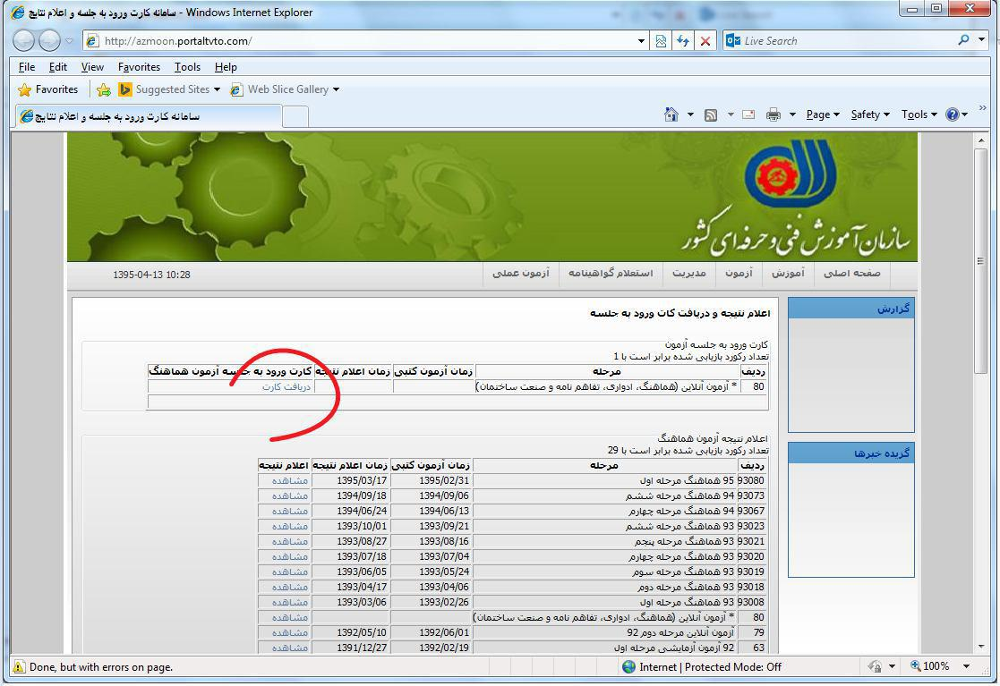 سامانه کارت ورود به جلسه و اعلام نتایج - Windows Internet Explorer
http://azmoon.portaltvto.com/
Live Search
File Edit View Favorites Tools Help
Favorites Suggested Sites Web Slice Gallery
سامانه کارت ورود به جلسه و اعلام نتایج
Page Safety Tools
سازمان آموزش فنی و حرفه ای کشور
صفحه اصلی آموزش آزمون مدیریت استعلام گواهینامه آزمون عملی
1395-04-13 10:28
گزارش
گزیده خبرها
اعلام نتیجه و دریافت کات ورود به جلسه
کارت ورود به جلسه آزمون
تعداد رکورد بازیابی شده برابر است با 1
ردیف مرحله زمان آزمون کتبی زمان اعلام نتیجه کارت ورود به جلسه آزمون هماهنگ
80 * آزمون آنلاین (هماهنگ، ادواری، تفاهم نامه و صنعت ساختمان) دریافت کارت
اعلام نتیجه آزمون هماهنگ
تعداد رکورد بازیابی شده برابر است با 29
ردیف مرحله زمان آزمون کتبی زمان اعلام نتیجه اعلام نتیجه
93080 95 هماهنگ مرحله اول 1395/02/31 1395/03/17 مشاهده
93073 94 هماهنگ مرحله ششم 1394/09/06 1394/09/18 مشاهده
93067 94 هماهنگ مرحله چهارم 1394/06/13 1394/06/24 مشاهده
93023 93 هماهنگ مرحله ششم 1393/09/21 1393/10/01 مشاهده
93021 93 هماهنگ مرحله پنجم 1393/08/16 1393/08/27 مشاهده
93020 93 هماهنگ مرحله چهارم 1393/07/04 1393/07/18 مشاهده
93019 93 هماهنگ مرحله سوم 1393/05/24 1393/06/05 مشاهده
93018 93 هماهنگ مرحله دوم 1393/04/06 1393/04/17 مشاهده
93008 93 هماهنگ مرحله اول 1393/02/26 1393/03/06 مشاهده
80 * آزمون آنلاین (هماهنگ، ادواری، تفاهم نامه و صنعت ساختمان) مشاهده
79 آزمون آنلاین مرحله دوم 92 1392/06/01 1392/05/10 مشاهده
63 92 آزمون آزمایشی مرحله اول 1392/02/19 1391/12/27 مشاهده
Done, but with errors on page.
Internet | Protected Mode: Off
100%